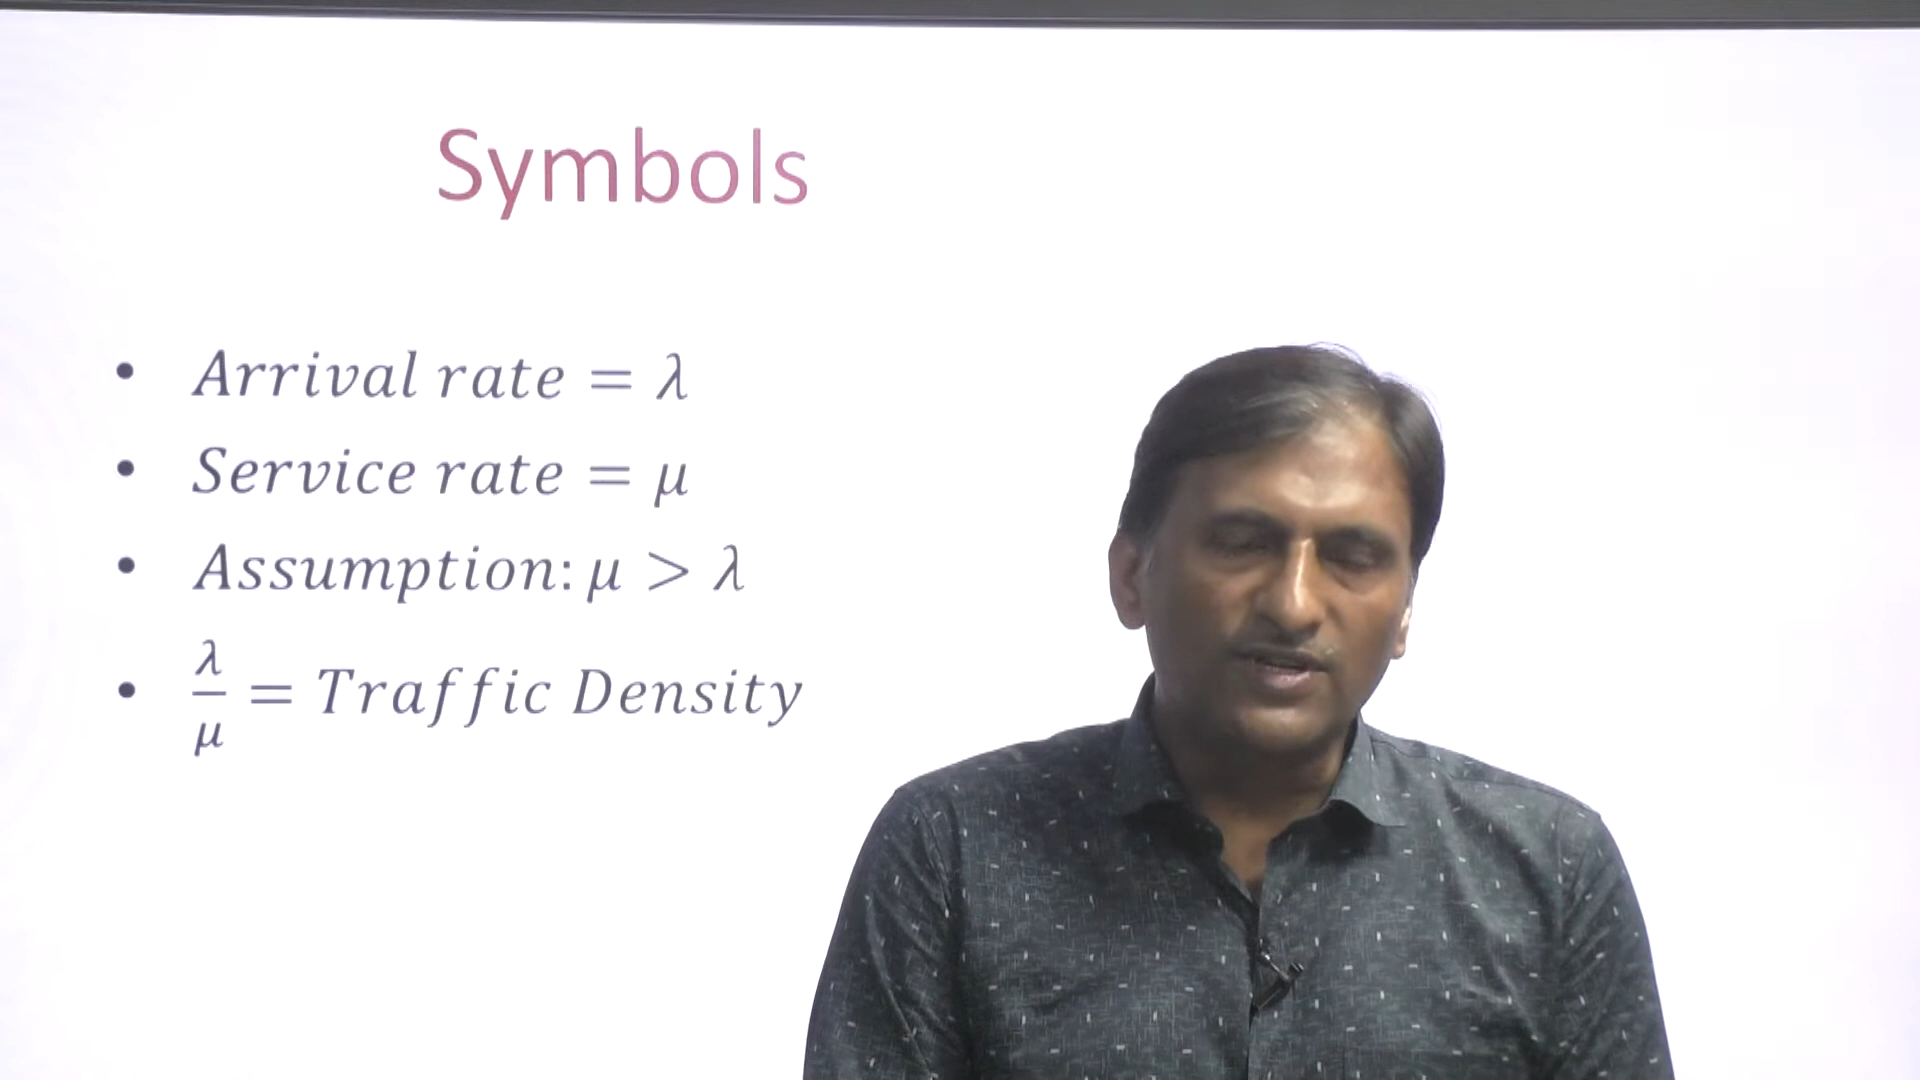 Symbols
• Arrival rate = λ
• Service rate = μ
• Assumption: μ > λ
• λ/μ = Traffic Density